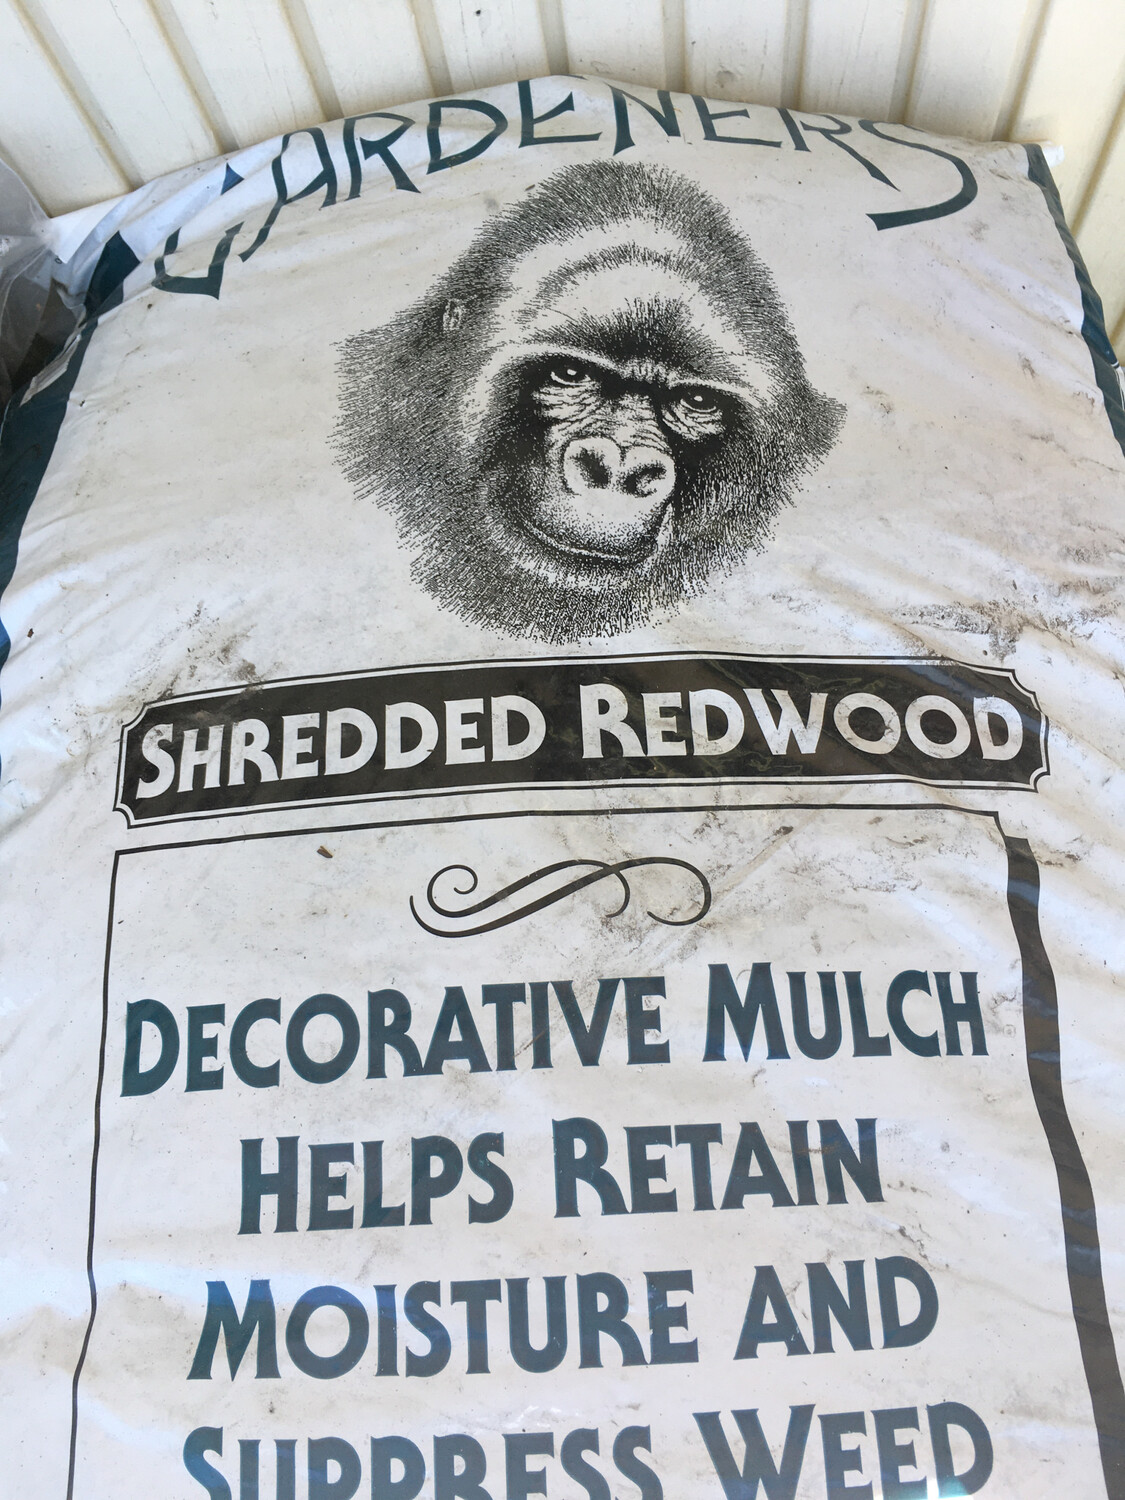 GARDENERS
SHREDDED REDWOOD
DECORATIVE MULCH
HELPS RETAIN
MOISTURE AND
SUPPRESS WEED